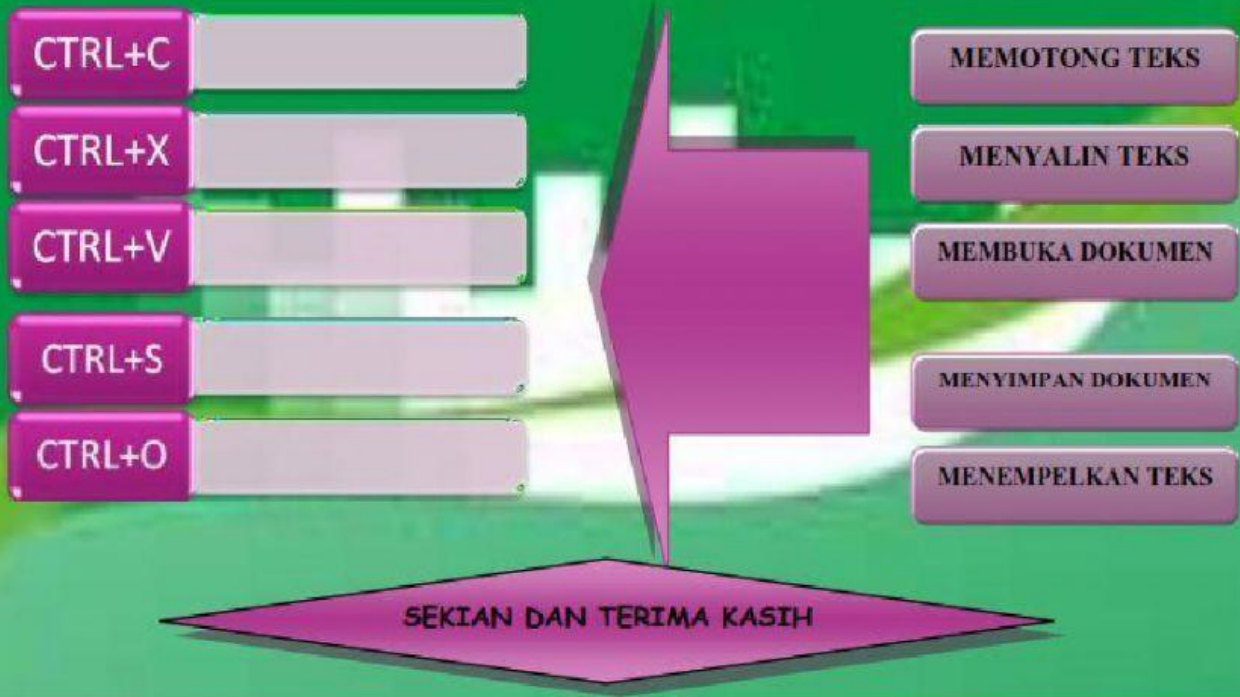 CTRL+C
CTRL+X
CTRL+V
CTRL+S
CTRL+O
MEMOTONG TEKS
MENYALIN TEKS
MEMBUKA DOKUMEN
MENYIMPAN DOKUMEN
MENEMPELKAN TEKS
SEKIAN DAN TERIMA KASIH